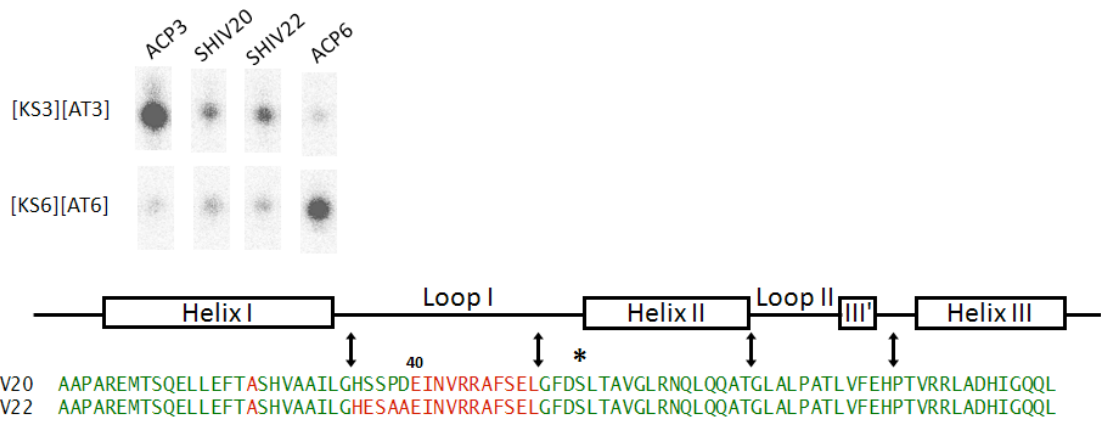 ACP3 SHIV20 SHIV22 ACP6
[KS3][AT3]
[KS6][AT6]
Helix I Loop I Helix II Loop II III' Helix III
40 *
V20 AAPAREMTSQELLEFTASHVAAILGHSSPDEINVRRAFSELGFDSLTAVGLRNQLQQATGLALPATLVFEHPTVRRLADHIGQQL
V22 AAPAREMTSQELLEFTASHVAAILGHESAAEINVRRAFSELGFDSLTAVGLRNQLQQATGLALPATLVFEHPTVRRLADHIGQQL